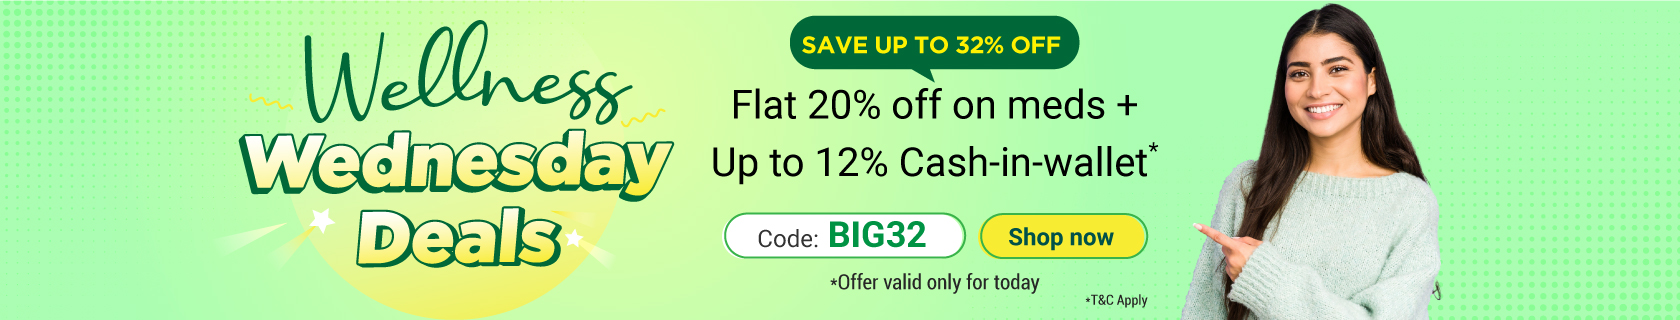 Wellness
Wednesday
Deals
SAVE UP TO 32% OFF
Flat 20% off on meds +
Up to 12% Cash-in-wallet*
Code: BIG32
Shop now
*Offer valid only for today
*T&C Apply